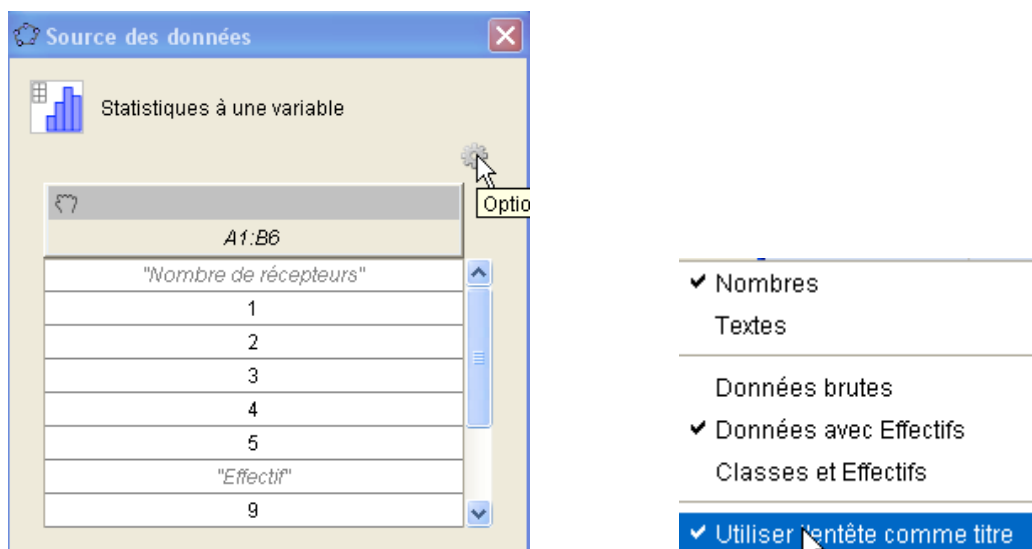 Source des données
Statistiques à une variable
Optio
A1:B6
"Nombre de récepteurs"
1
2
3
4
5
"Effectif"
9
Nombres
Textes
Données brutes
Données avec Effectifs
Classes et Effectifs
Utiliser l'entête comme titre